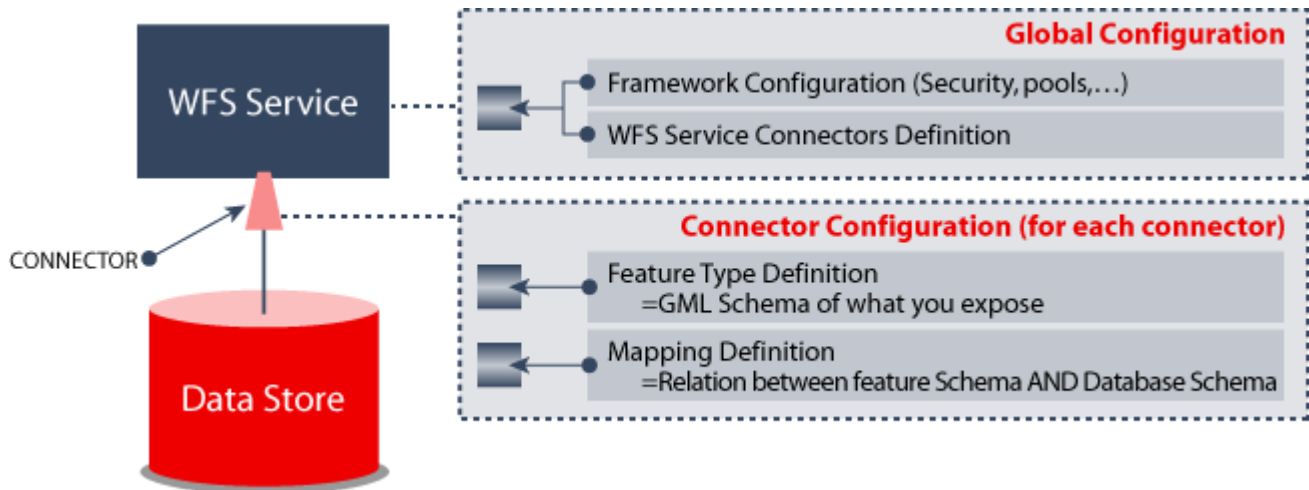 WFS Service
Global Configuration
Framework Configuration (Security, pools,...)
WFS Service Connectors Definition
CONNECTOR
Data Store
Connector Configuration (for each connector)
Feature Type Definition
=GML Schema of what you expose
Mapping Definition
=Relation between feature Schema AND Database Schema